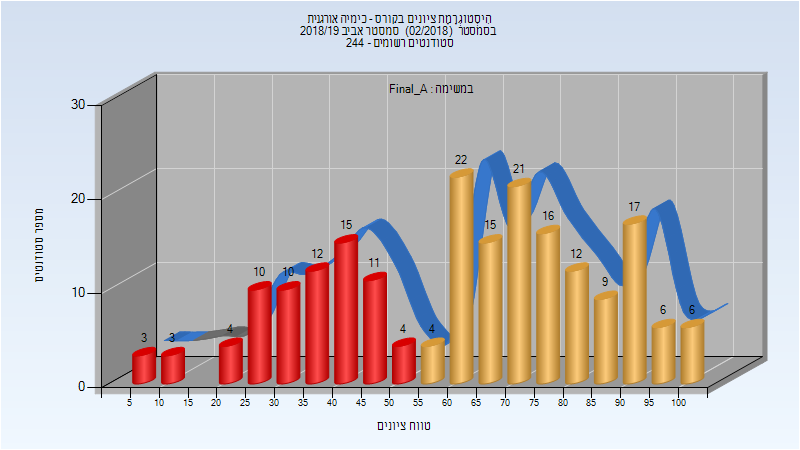 היסטוגרמת ציונים בקורס - כימיה אורגנית
בסמסטר (02/2018) סמסטר אביב 2018/19
סטודנטים רשומים - 244
במשימה : Final_A
מספר סטודנטים
30
20
10
0
3 3 4 10 10 12 15 11 4 4 22 15 21 16 12 9 17 6 6
5 10 15 20 25 30 35 40 45 50 55 60 65 70 75 80 85 90 95 100
טווח ציונים